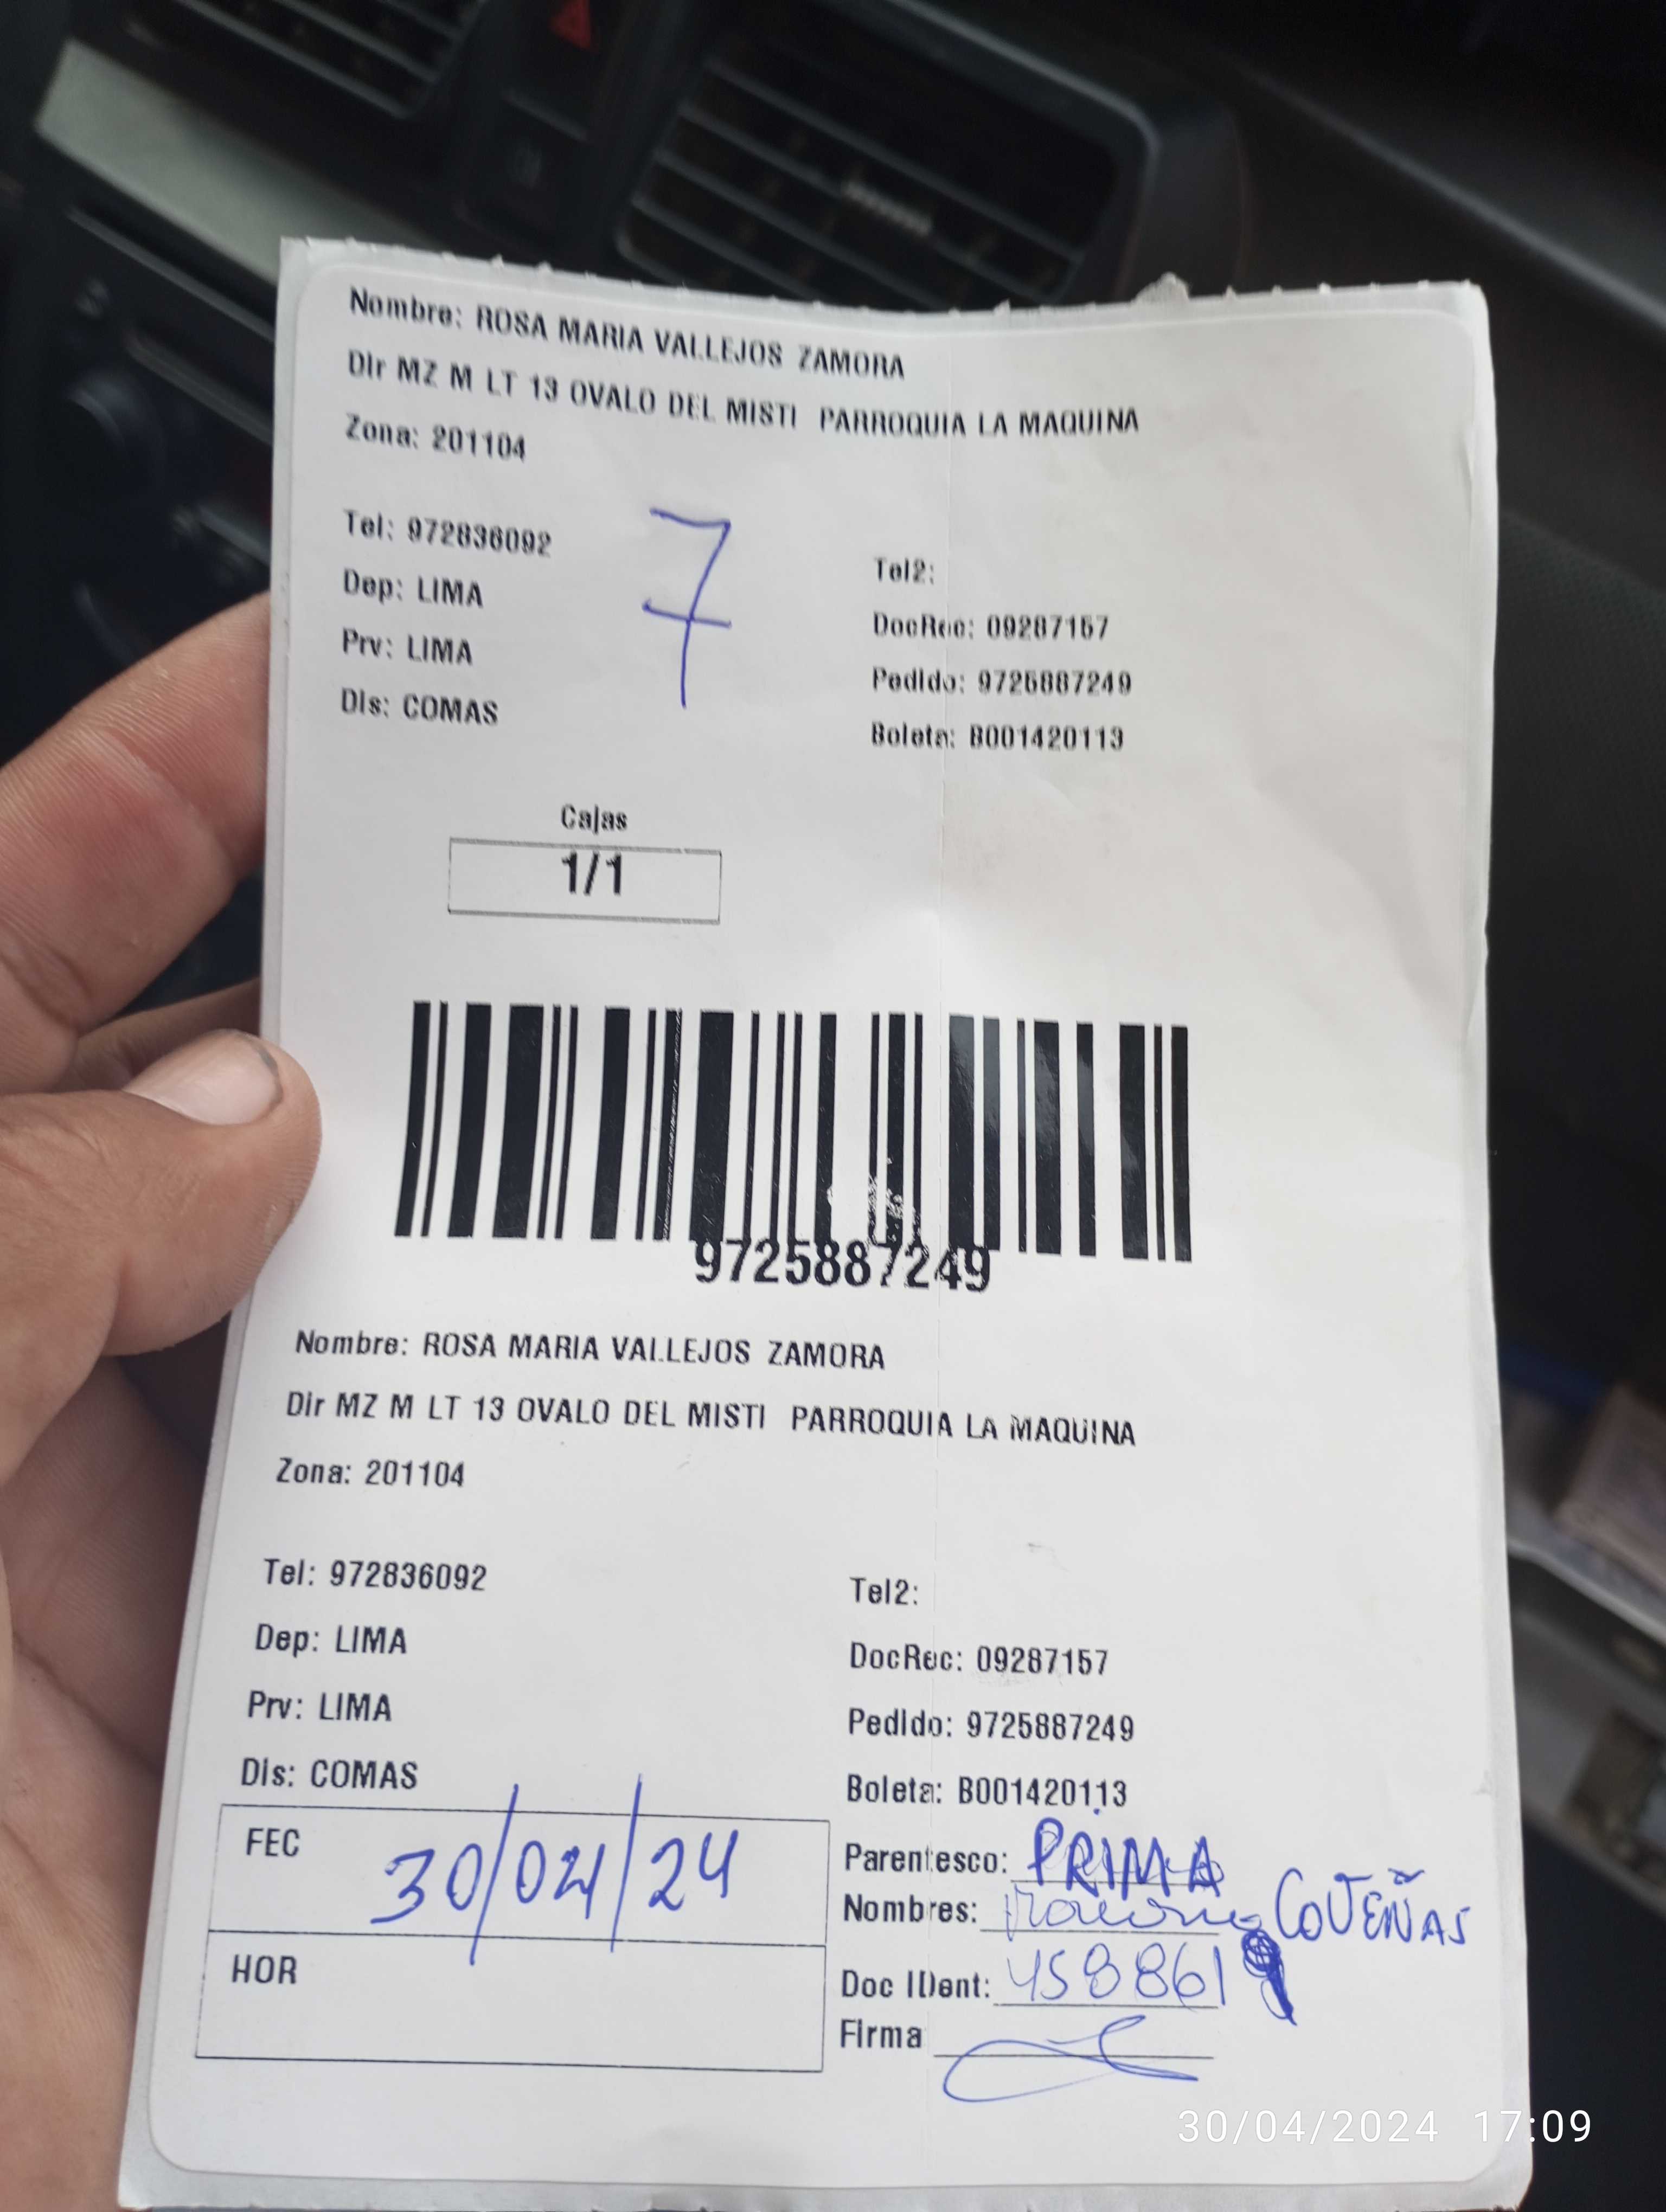 Nombre: ROSA MARIA VALLEJOS ZAMORA
Dir MZ M LT 13 OVALO DEL MISTI PARROQUIA LA MAQUINA
Zona: 201104
7
Tel: 972836092
Tel2:
Dep: LIMA
DocRec: 09287157
Prv: LIMA
Pedido: 9725887249
Dis: COMAS
Boleta: B001420113
Cajas
1/1
9725887249
Nombre: ROSA MARIA VALLEJOS ZAMORA
Dir MZ M LT 13 OVALO DEL MISTI PARROQUIA LA MAQUINA
Zona: 201104
Tel: 972836092
Tel2:
Dep: LIMA
DocRec: 09287157
Prv: LIMA
Pedido: 9725887249
Dis: COMAS
Boleta: B001420113
FEC 30/04/24
Parentesco: PRIMA
Nombres: COVEÑAS
HOR
Doc IDent: 4588619
Firma
30/04/2024 17:09